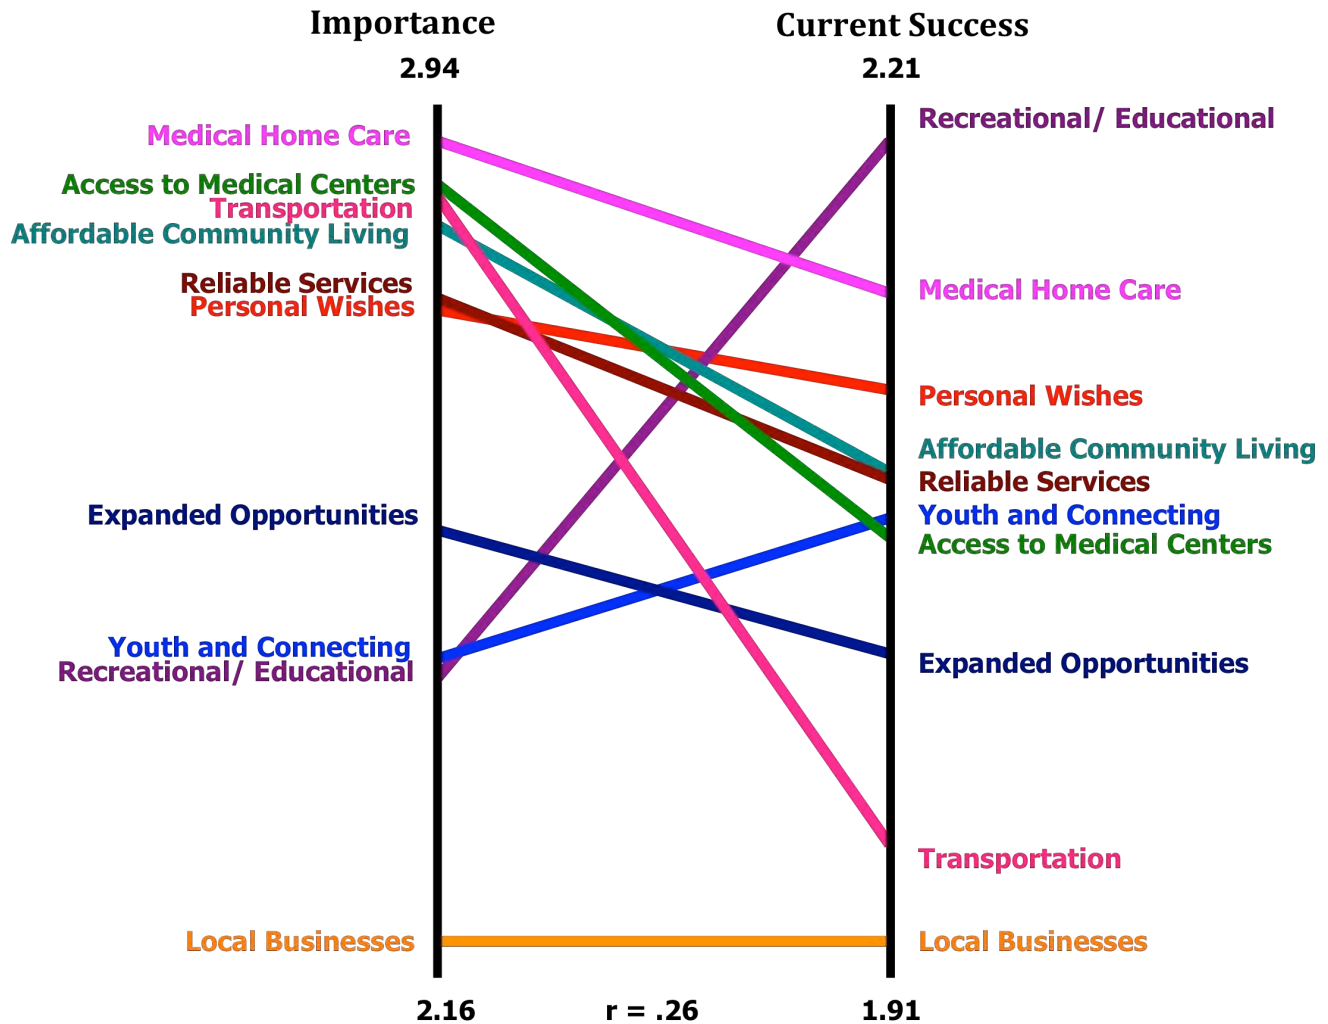 Importance
Current Success
2.94
2.21
Medical Home Care
Access to Medical Centers
Transportation
Affordable Community Living
Reliable Services
Personal Wishes
Expanded Opportunities
Youth and Connecting
Recreational/ Educational
Local Businesses
Recreational/ Educational
Medical Home Care
Personal Wishes
Affordable Community Living
Reliable Services
Youth and Connecting
Access to Medical Centers
Expanded Opportunities
Transportation
Local Businesses
2.16
r = .26
1.91